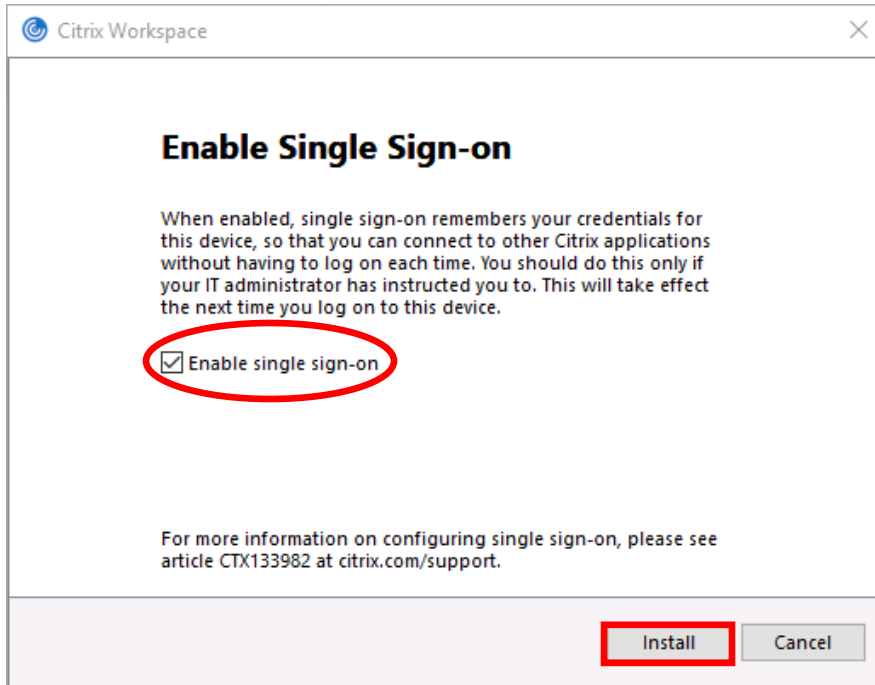 Citrix Workspace
Enable Single Sign-on
When enabled, single sign-on remembers your credentials for
this device, so that you can connect to other Citrix applications
without having to log on each time. You should do this only if
your IT administrator has instructed you to. This will take effect
the next time you log on to this device.
Enable single sign-on
For more information on configuring single sign-on, please see
article CTX133982 at citrix.com/support.
Install
Cancel